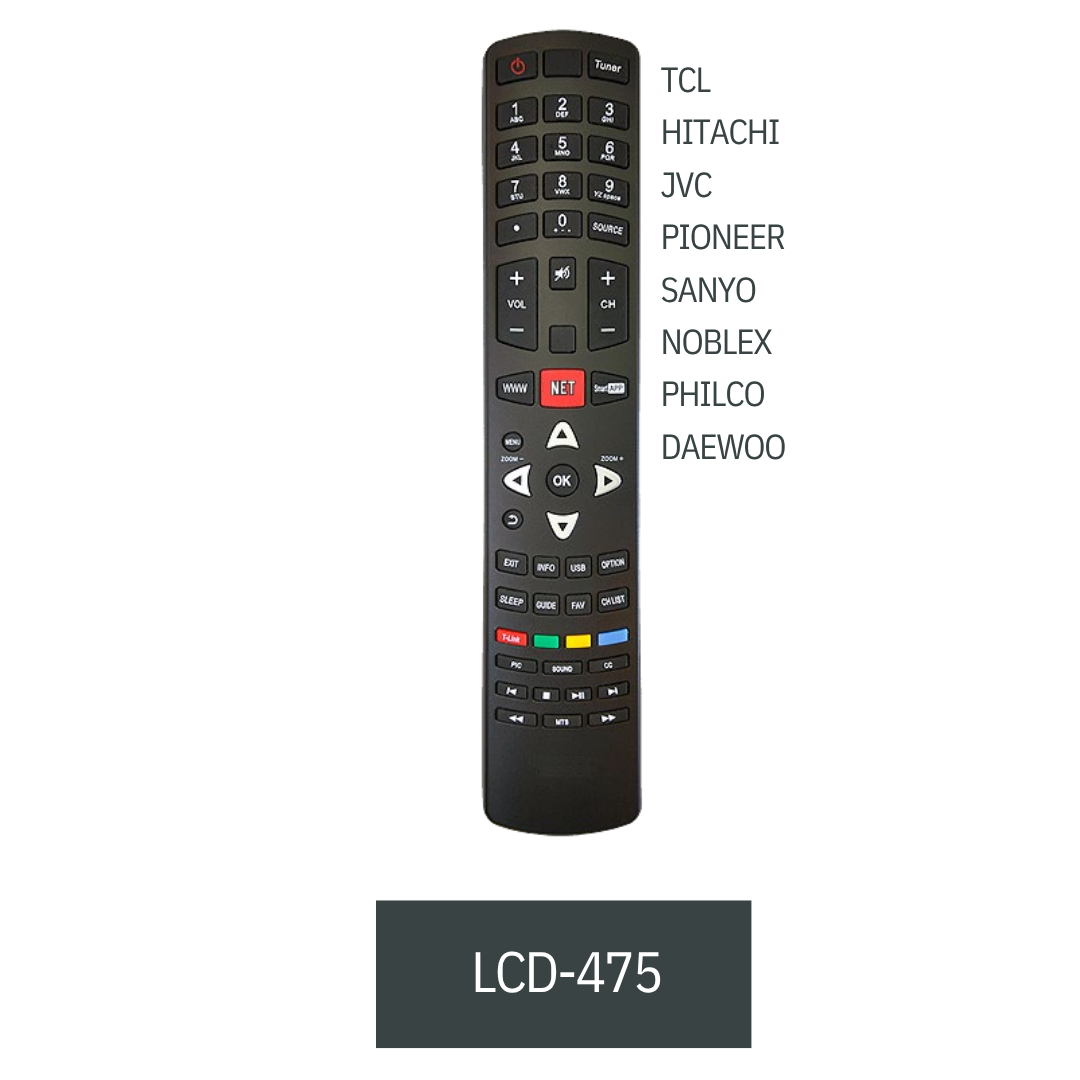 Tuner
1 2 3
ABC DEF GHI
4 5 6
JKL MNO PQR
7 8 9
STU VWX YZ space
0
SOURCE
+ +
VOL CH
WWW NET Smart APP
MENU
ZOOM - ZOOM +
OK
EXIT INFO USB OPTION
SLEEP GUIDE FAV CH LIST
T-Link
PIC SOUND CC
MTS
TCL
HITACHI
JVC
PIONEER
SANYO
NOBLEX
PHILCO
DAEWOO
LCD-475